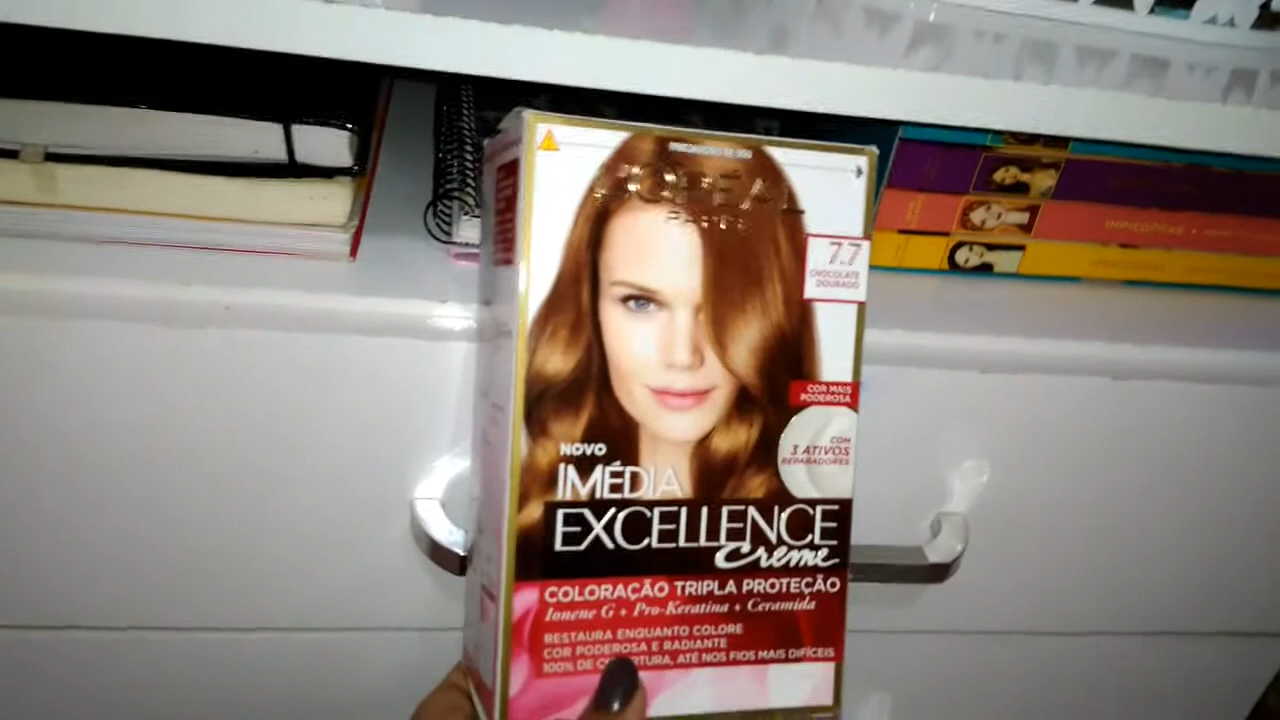 L'ORÉAL
PARIS
7.7
CHOCOLATE
DOURADO
COR MAIS
PODEROSA
COM
3 ATIVOS
REPARADORES
NOVO
IMÉDIA
EXCELLENCE
Creme
COLORAÇÃO TRIPLA PROTEÇÃO
Ionene G + Pro-Keratina + Ceramida
RESTAURA ENQUANTO COLORE
COR PODEROSA E RADIANTE
100% DE COBERTURA, ATÉ NOS FIOS MAIS DIFÍCEIS